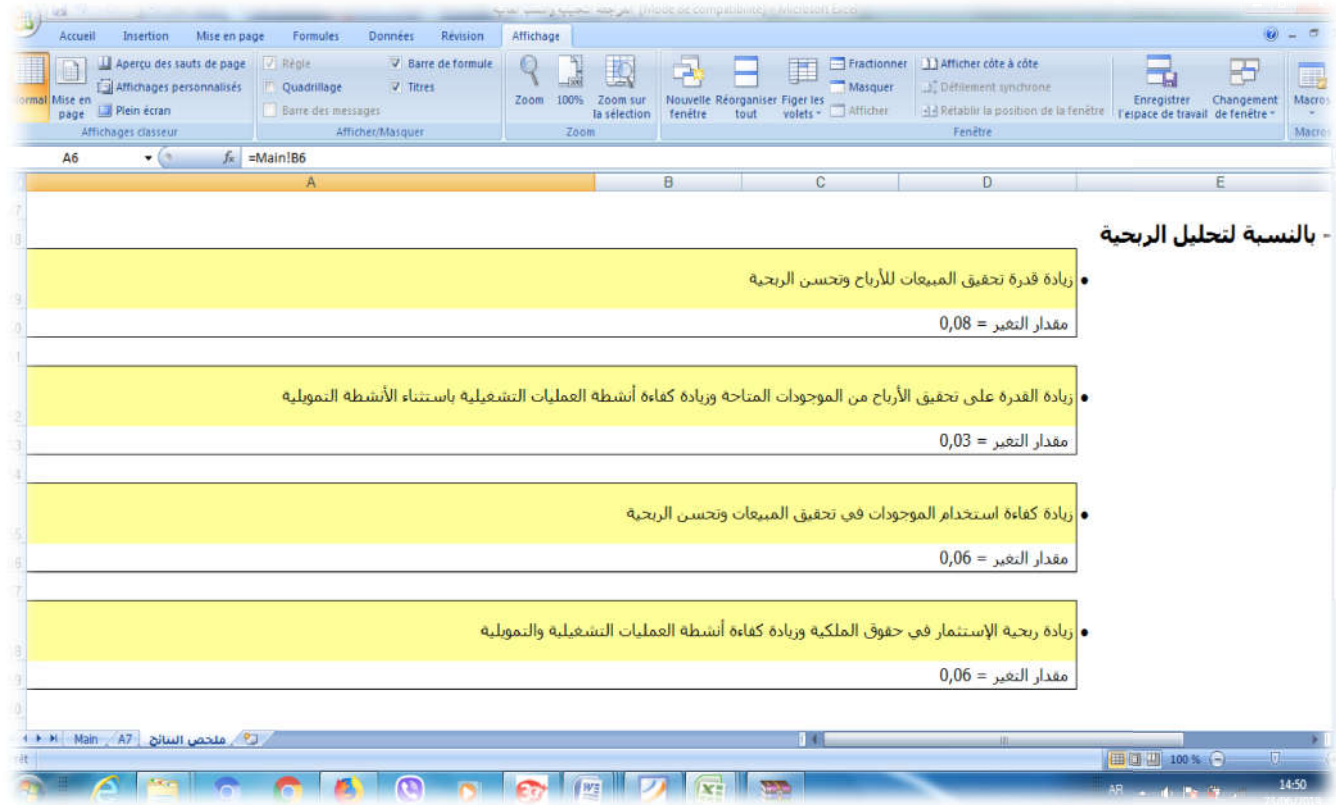 [Mode de compatibilité] - Microsoft Excel
Accueil Insertion Mise en page Formules Données Révision Affichage
Normal
Mise en page
Aperçu des sauts de page
Affichages personnalisés
Plein écran
Affichages classeur
Règle
Quadrillage
Barre des messages
Barre de formule
Titres
Afficher/Masquer
Zoom
100%
Zoom sur la sélection
Zoom
Nouvelle fenêtre
Réorganiser tout
Figer les volets
Fractionner
Masquer
Afficher
Afficher côte à côte
Défilement synchrone
Rétablir la position de la fenêtre
Enregistrer l'espace de travail
Changement de fenêtre
Fenêtre
Macros
Macros
A6 fx =Main!B6
A B C D E
- بالنسبة لتحليل الربحية
● زيادة قدرة تحقيق المبيعات للأرباح وتحسن الربحية
مقدار التغير = 0,08
● زيادة القدرة على تحقيق الأرباح من الموجودات المتاحة وزيادة كفاءة أنشطة العمليات التشغيلية باستثناء الأنشطة التمويلية
مقدار التغير = 0,03
● زيادة كفاءة استخدام الموجودات في تحقيق المبيعات وتحسن الربحية
مقدار التغير = 0,06
● زيادة ربحية الإستثمار في حقوق الملكية وزيادة كفاءة أنشطة العمليات التشغيلية والتمويلية
مقدار التغير = 0,06
Main A7 ملخص النتائج
100 %
AR 14:50